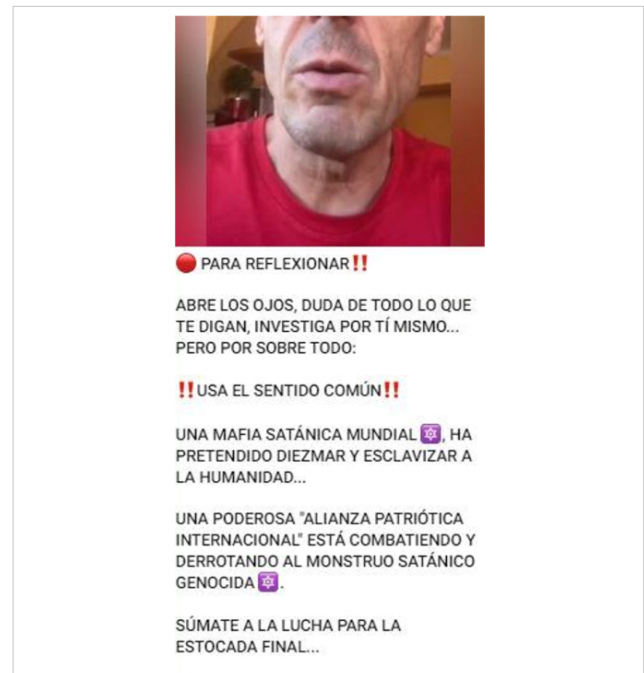 🔴 PARA REFLEXIONAR‼️
ABRE LOS OJOS, DUDA DE TODO LO QUE
TE DIGAN, INVESTIGA POR TÍ MISMO...
PERO POR SOBRE TODO:
‼️USA EL SENTIDO COMÚN‼️
UNA MAFIA SATÁNICA MUNDIAL🔯, HA
PRETENDIDO DIEZMAR Y ESCLAVIZAR A
LA HUMANIDAD...
UNA PODEROSA "ALIANZA PATRIÓTICA
INTERNACIONAL" ESTÁ COMBATIENDO Y
DERROTANDO AL MONSTRUO SATÁNICO
GENOCIDA🔯.
SÚMATE A LA LUCHA PARA LA
ESTOCADA FINAL...